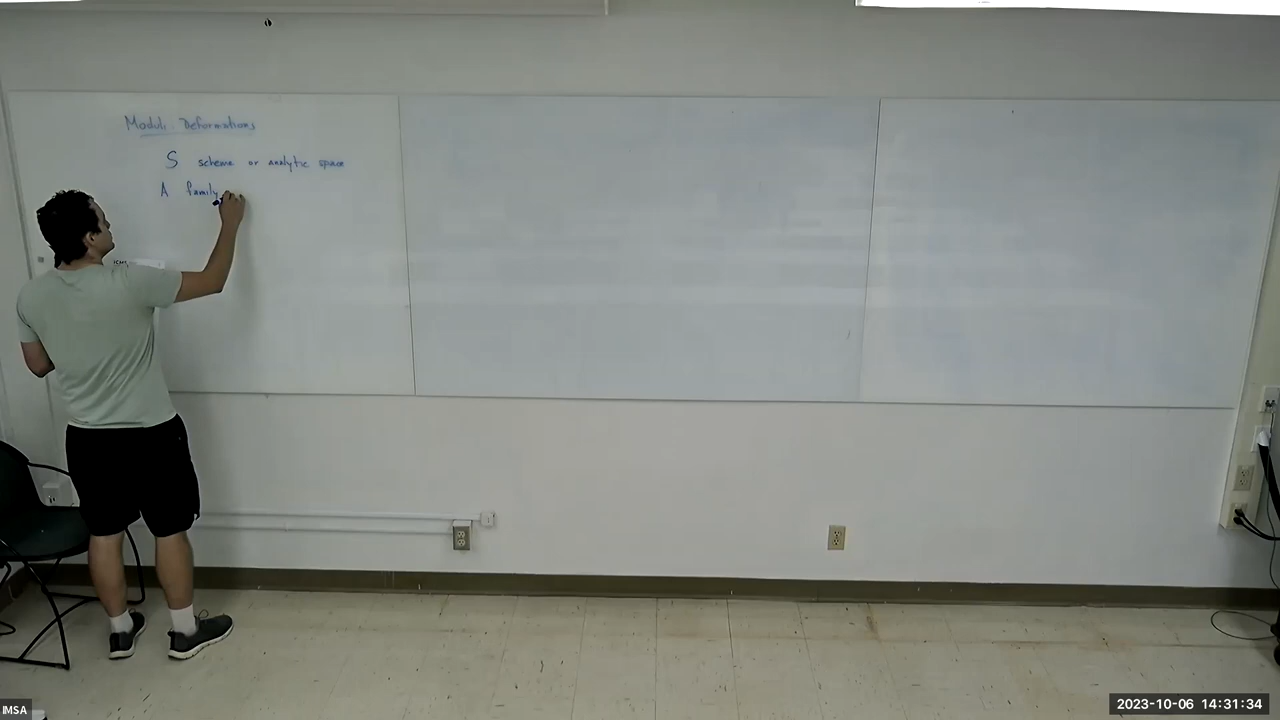 Moduli Deformations
S scheme or analytic space
A family
IMSA
2023-10-06 14:31:34